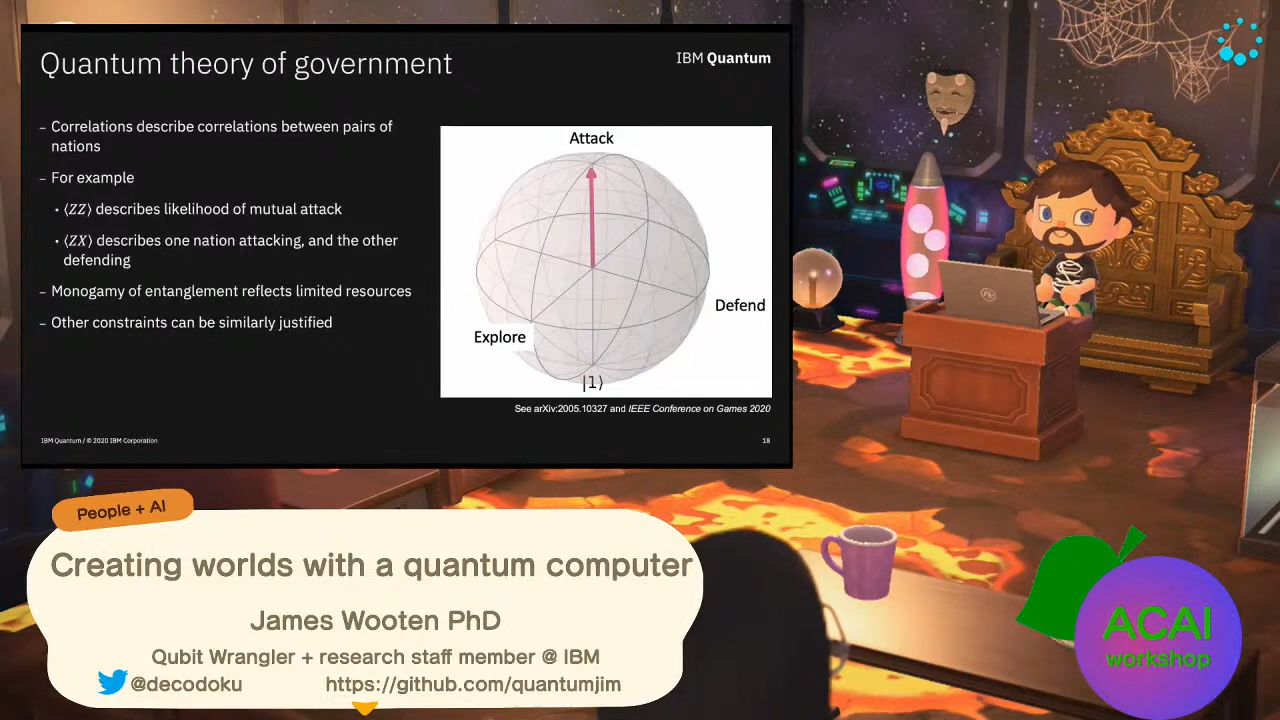 Quantum theory of government
IBM Quantum
– Correlations describe correlations between pairs of
nations
– For example
• ⟨ZZ⟩ describes likelihood of mutual attack
• ⟨ZX⟩ describes one nation attacking, and the other
defending
– Monogamy of entanglement reflects limited resources
– Other constraints can be similarly justified
Attack
Defend
Explore
|1⟩
See arXiv:2005.10327 and IEEE Conference on Games 2020
IBM Quantum / © 2020 IBM Corporation
18
People + AI
Creating worlds with a quantum computer
James Wooten PhD
Qubit Wrangler + research staff member @ IBM
@decodoku
https://github.com/quantumjim
ACAI
workshop